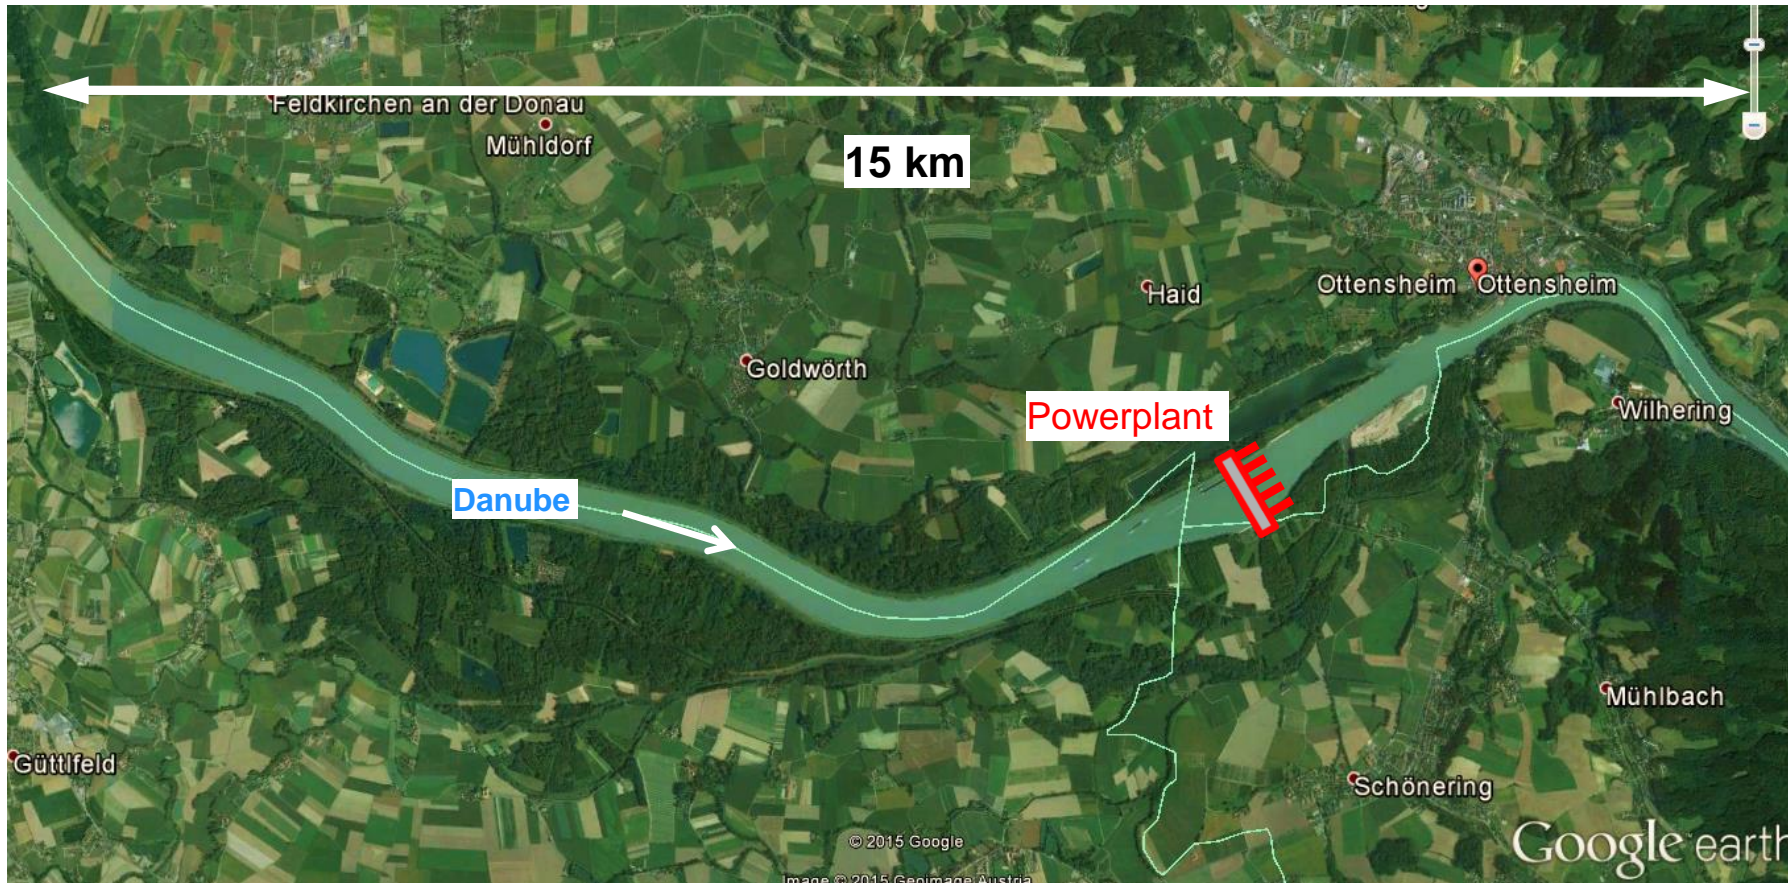 Feldkirchen an der Donau
Mühldorf
15 km
Haid
Ottensheim
Ottensheim
Goldwörth
Powerplant
Wilhering
Danube
Mühlbach
Güttlfeld
Schönering
© 2015 Google
Image © 2015 Geoimage Austria
Google earth